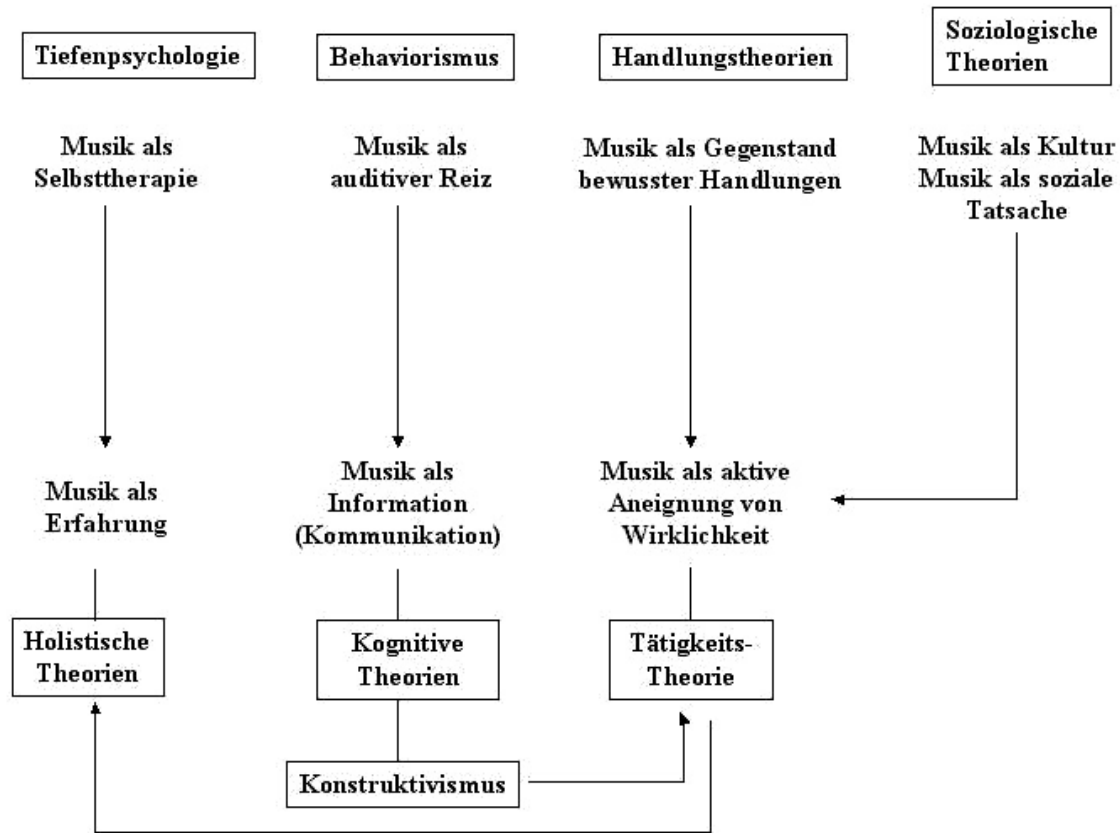 Tiefenpsychologie
Behaviorismus
Handlungstheorien
Soziologische
Theorien
Musik als
Selbsttherapie
Musik als
auditiver Reiz
Musik als Gegenstand
bewusster Handlungen
Musik als Kultur
Musik als soziale
Tatsache
Musik als
Erfahrung
Musik als
Information
(Kommunikation)
Musik als aktive
Aneignung von
Wirklichkeit
Holistische
Theorien
Kognitive
Theorien
Tätigkeits-
Theorie
Konstruktivismus